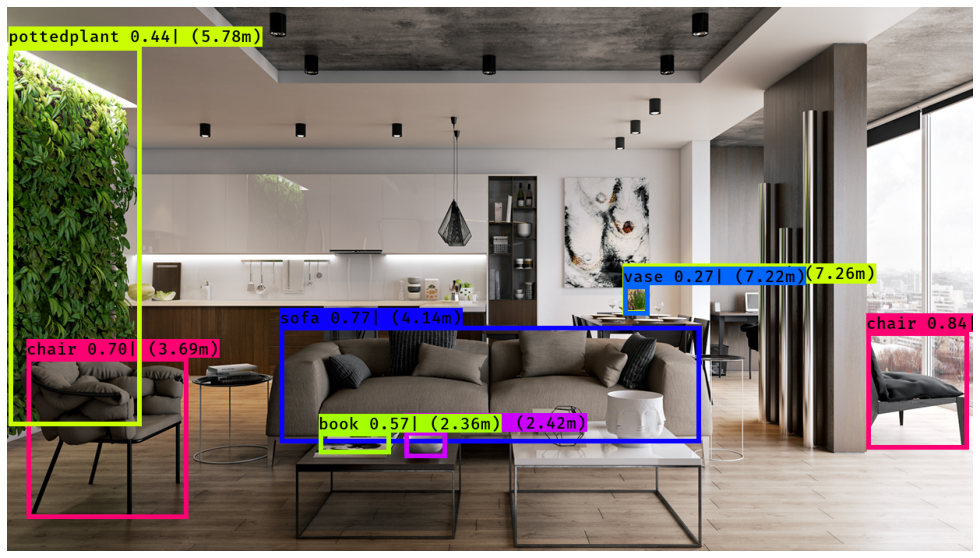 pottedplant 0.44| (5.78m)
vase 0.27| (7.22m)
(7.26m)
sofa 0.77| (4.14m)
chair 0.84|
chair 0.70| (3.69m)
book 0.57| (2.36m)
(2.42m)